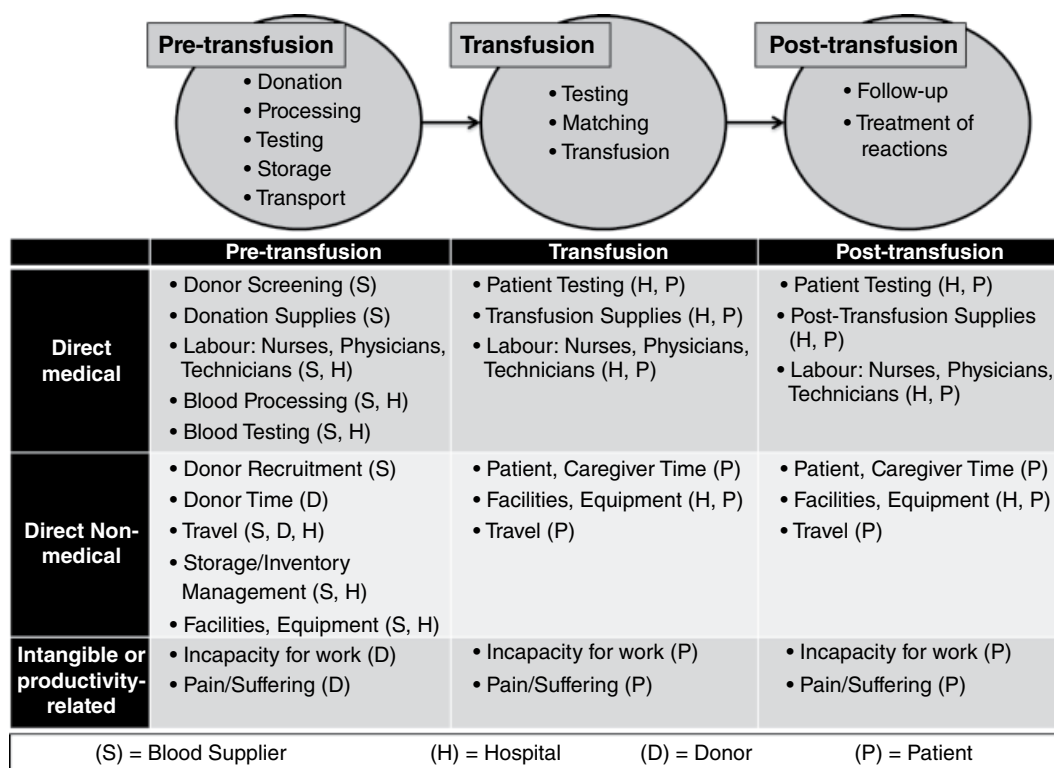 Pre-transfusion
• Donation
• Processing
• Testing
• Storage
• Transport
Transfusion
• Testing
• Matching
• Transfusion
Post-transfusion
• Follow-up
• Treatment of
reactions
Pre-transfusion
Transfusion
Post-transfusion
Direct
medical
• Donor Screening (S)
• Donation Supplies (S)
• Labour: Nurses, Physicians,
Technicians (S, H)
• Blood Processing (S, H)
• Blood Testing (S, H)
• Patient Testing (H, P)
• Transfusion Supplies (H, P)
• Labour: Nurses, Physicians,
Technicians (H, P)
• Patient Testing (H, P)
• Post-Transfusion Supplies
(H, P)
• Labour: Nurses, Physicians,
Technicians (H, P)
Direct Non-
medical
• Donor Recruitment (S)
• Donor Time (D)
• Travel (S, D, H)
• Storage/Inventory
Management (S, H)
• Facilities, Equipment (S, H)
• Patient, Caregiver Time (P)
• Facilities, Equipment (H, P)
• Travel (P)
• Patient, Caregiver Time (P)
• Facilities, Equipment (H, P)
• Travel (P)
Intangible or
productivity-
related
• Incapacity for work (D)
• Pain/Suffering (D)
• Incapacity for work (P)
• Pain/Suffering (P)
• Incapacity for work (P)
• Pain/Suffering (P)
(S) = Blood Supplier
(H) = Hospital
(D) = Donor
(P) = Patient